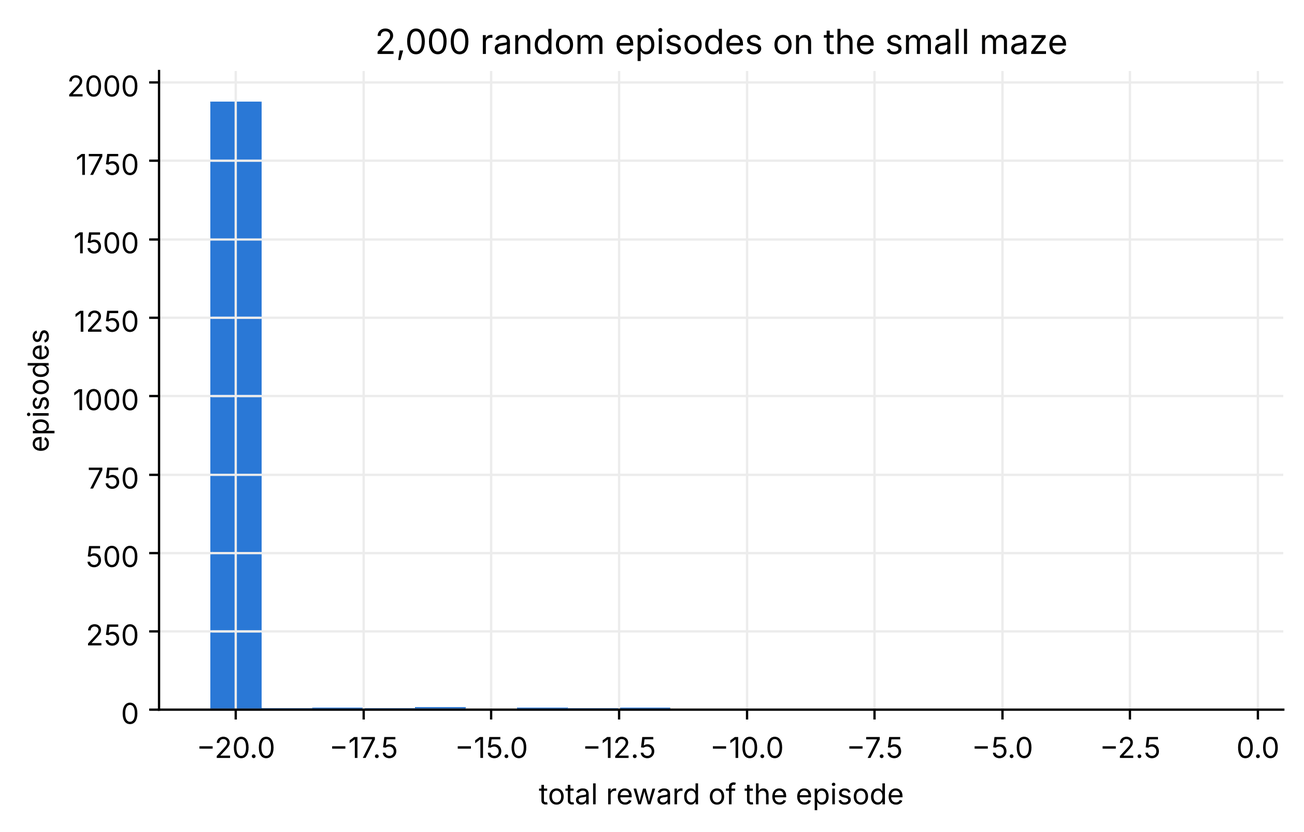 2,000 random episodes on the small maze
2000
1750
1500
1250
1000
750
500
250
0
episodes
−20.0 −17.5 −15.0 −12.5 −10.0 −7.5 −5.0 −2.5 0.0
total reward of the episode